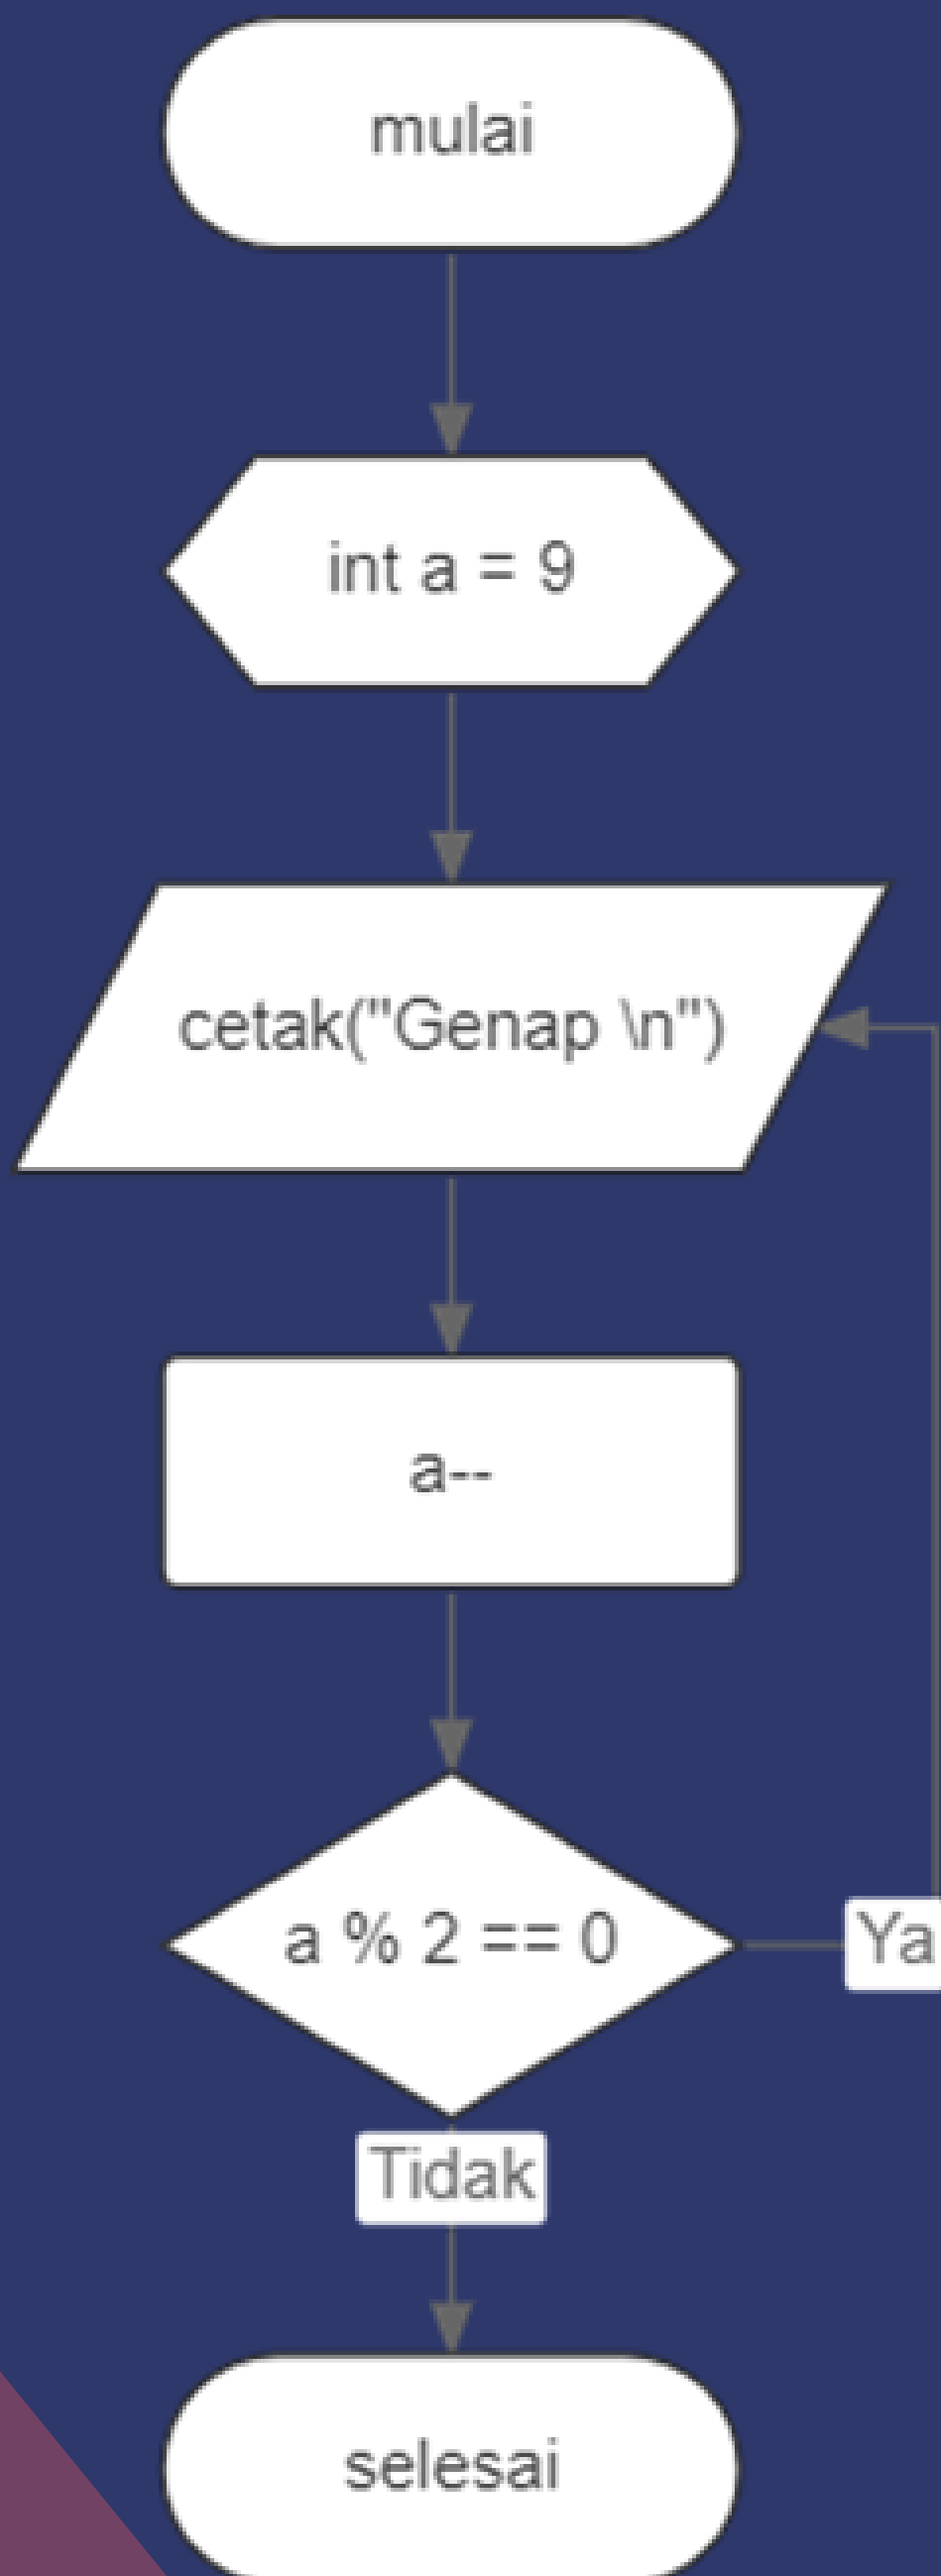 mulai
int a = 9
cetak("Genap \n")
a--
a % 2 == 0
Ya
Tidak
selesai